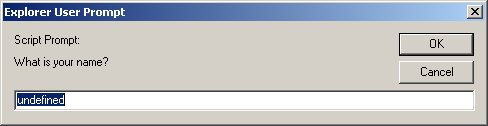 Explorer User Prompt
Script Prompt:
OK
What is your name?
Cancel
undefined